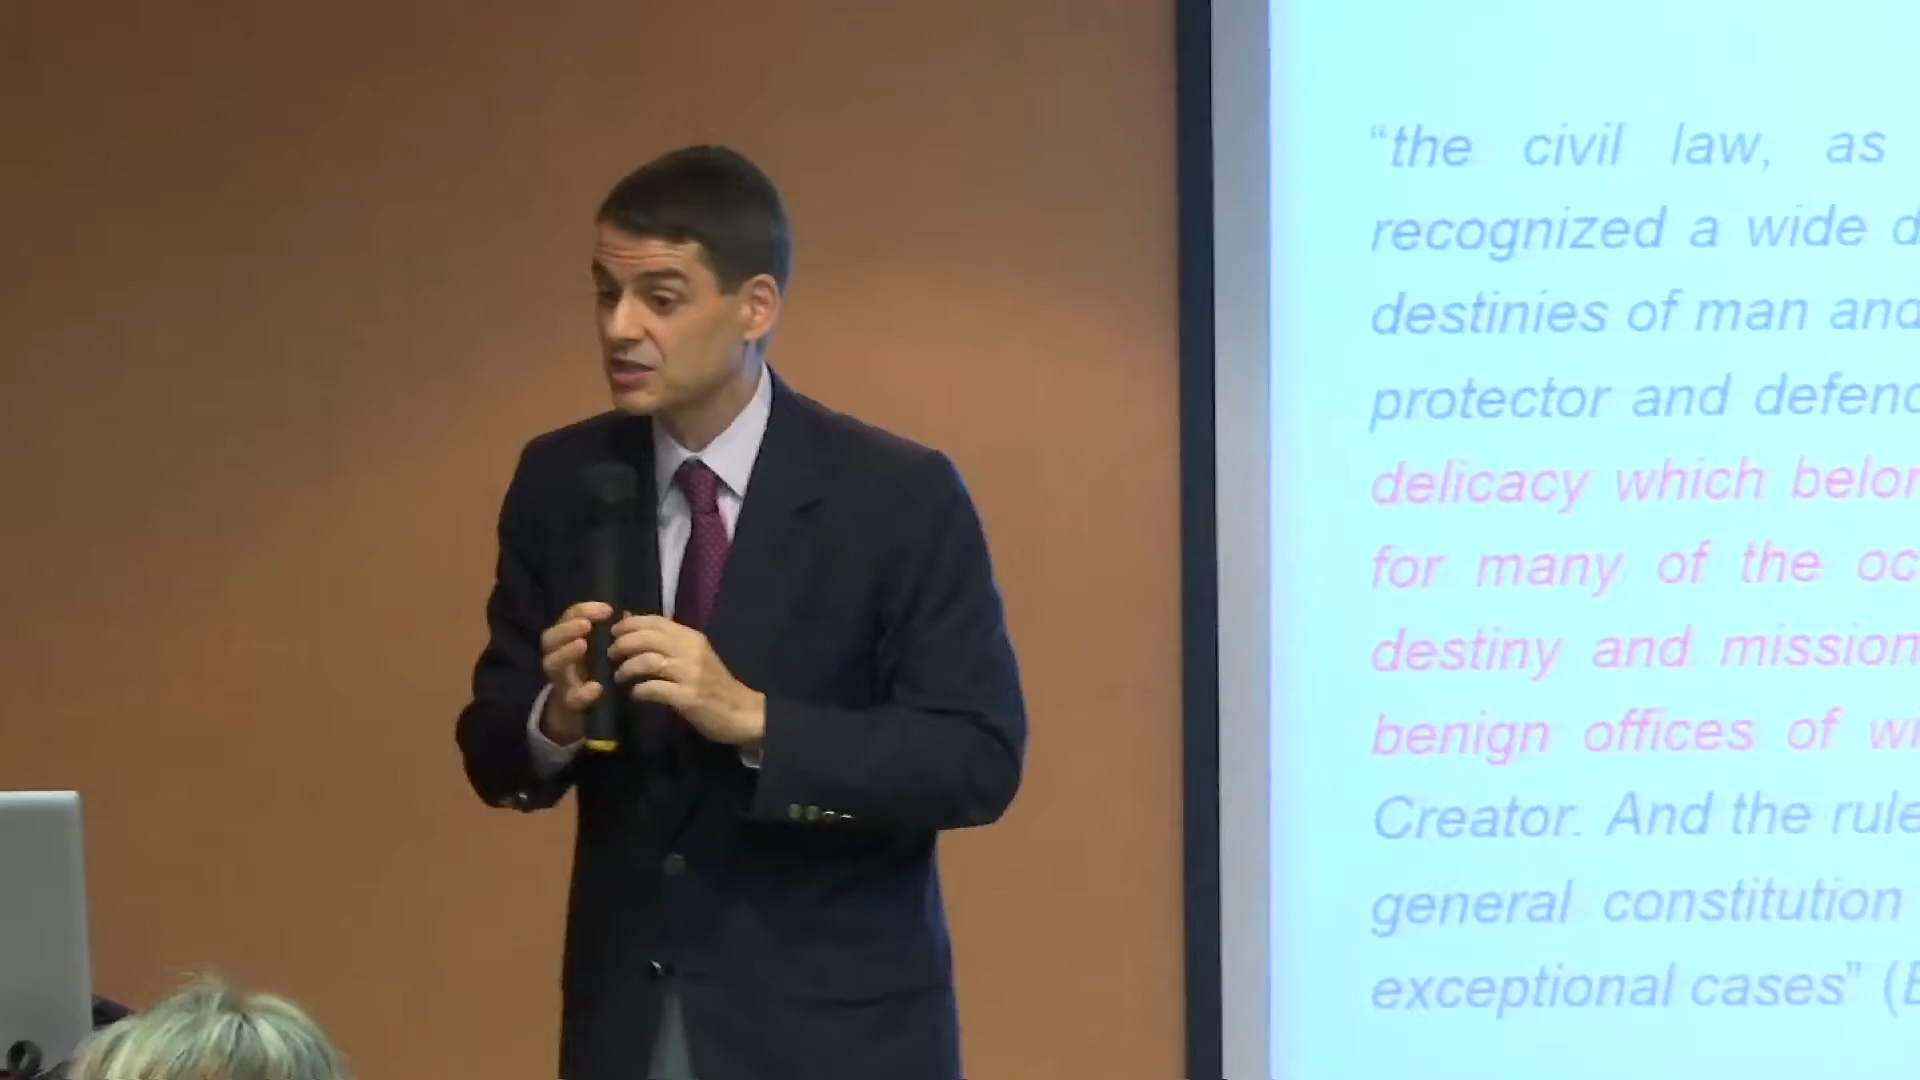 “the civil law, as
recognized a wide
destinies of man and
protector and
delicacy which
for many of the
destiny and mission
benign offices of
Creator. And the rule
general constitution
exceptional cases” (